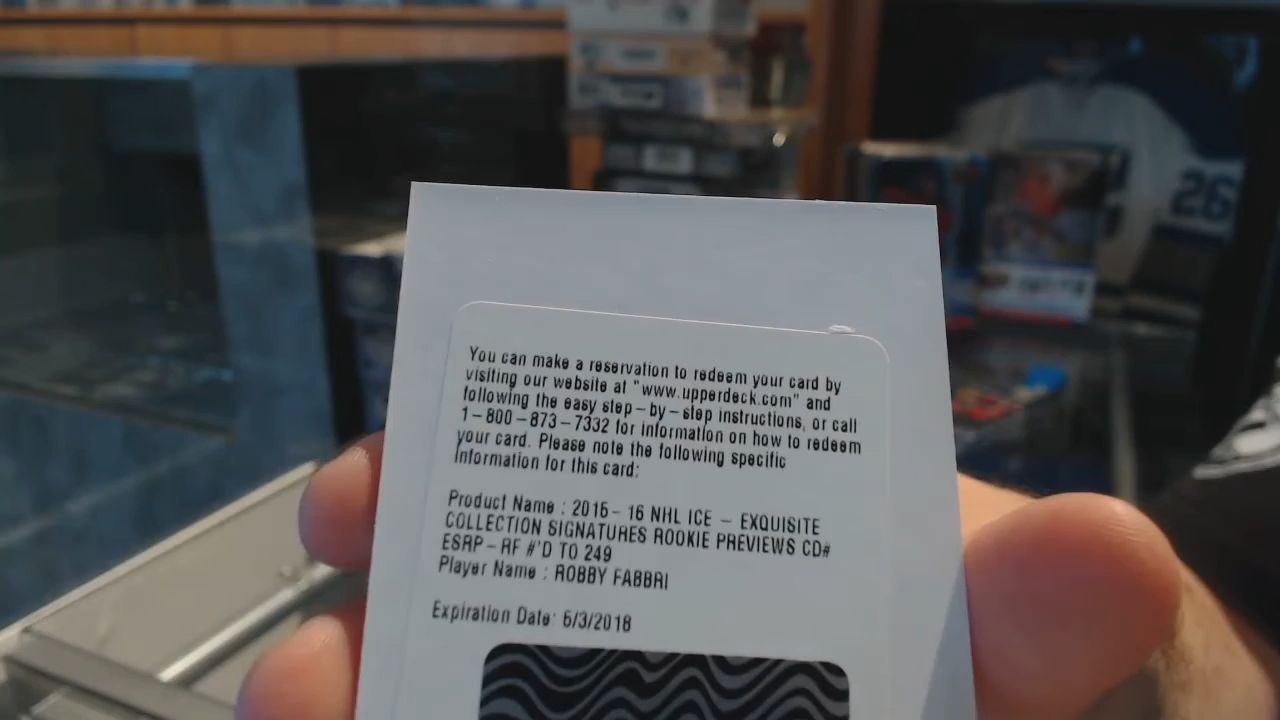 26
You can make a reservation to redeem your card by
visiting our website at "www.upperdeck.com" and
following the easy step-by-step instructions, or call
1-800-873-7332 for information on how to redeem
your card. Please note the following specific
information for this card:
Product Name : 2015-16 NHL ICE - EXQUISITE
COLLECTION SIGNATURES ROOKIE PREVIEWS CD#
ESRP-RF #'D TO 249
Player Name : ROBBY FABBRI
Expiration Date: 5/3/2018